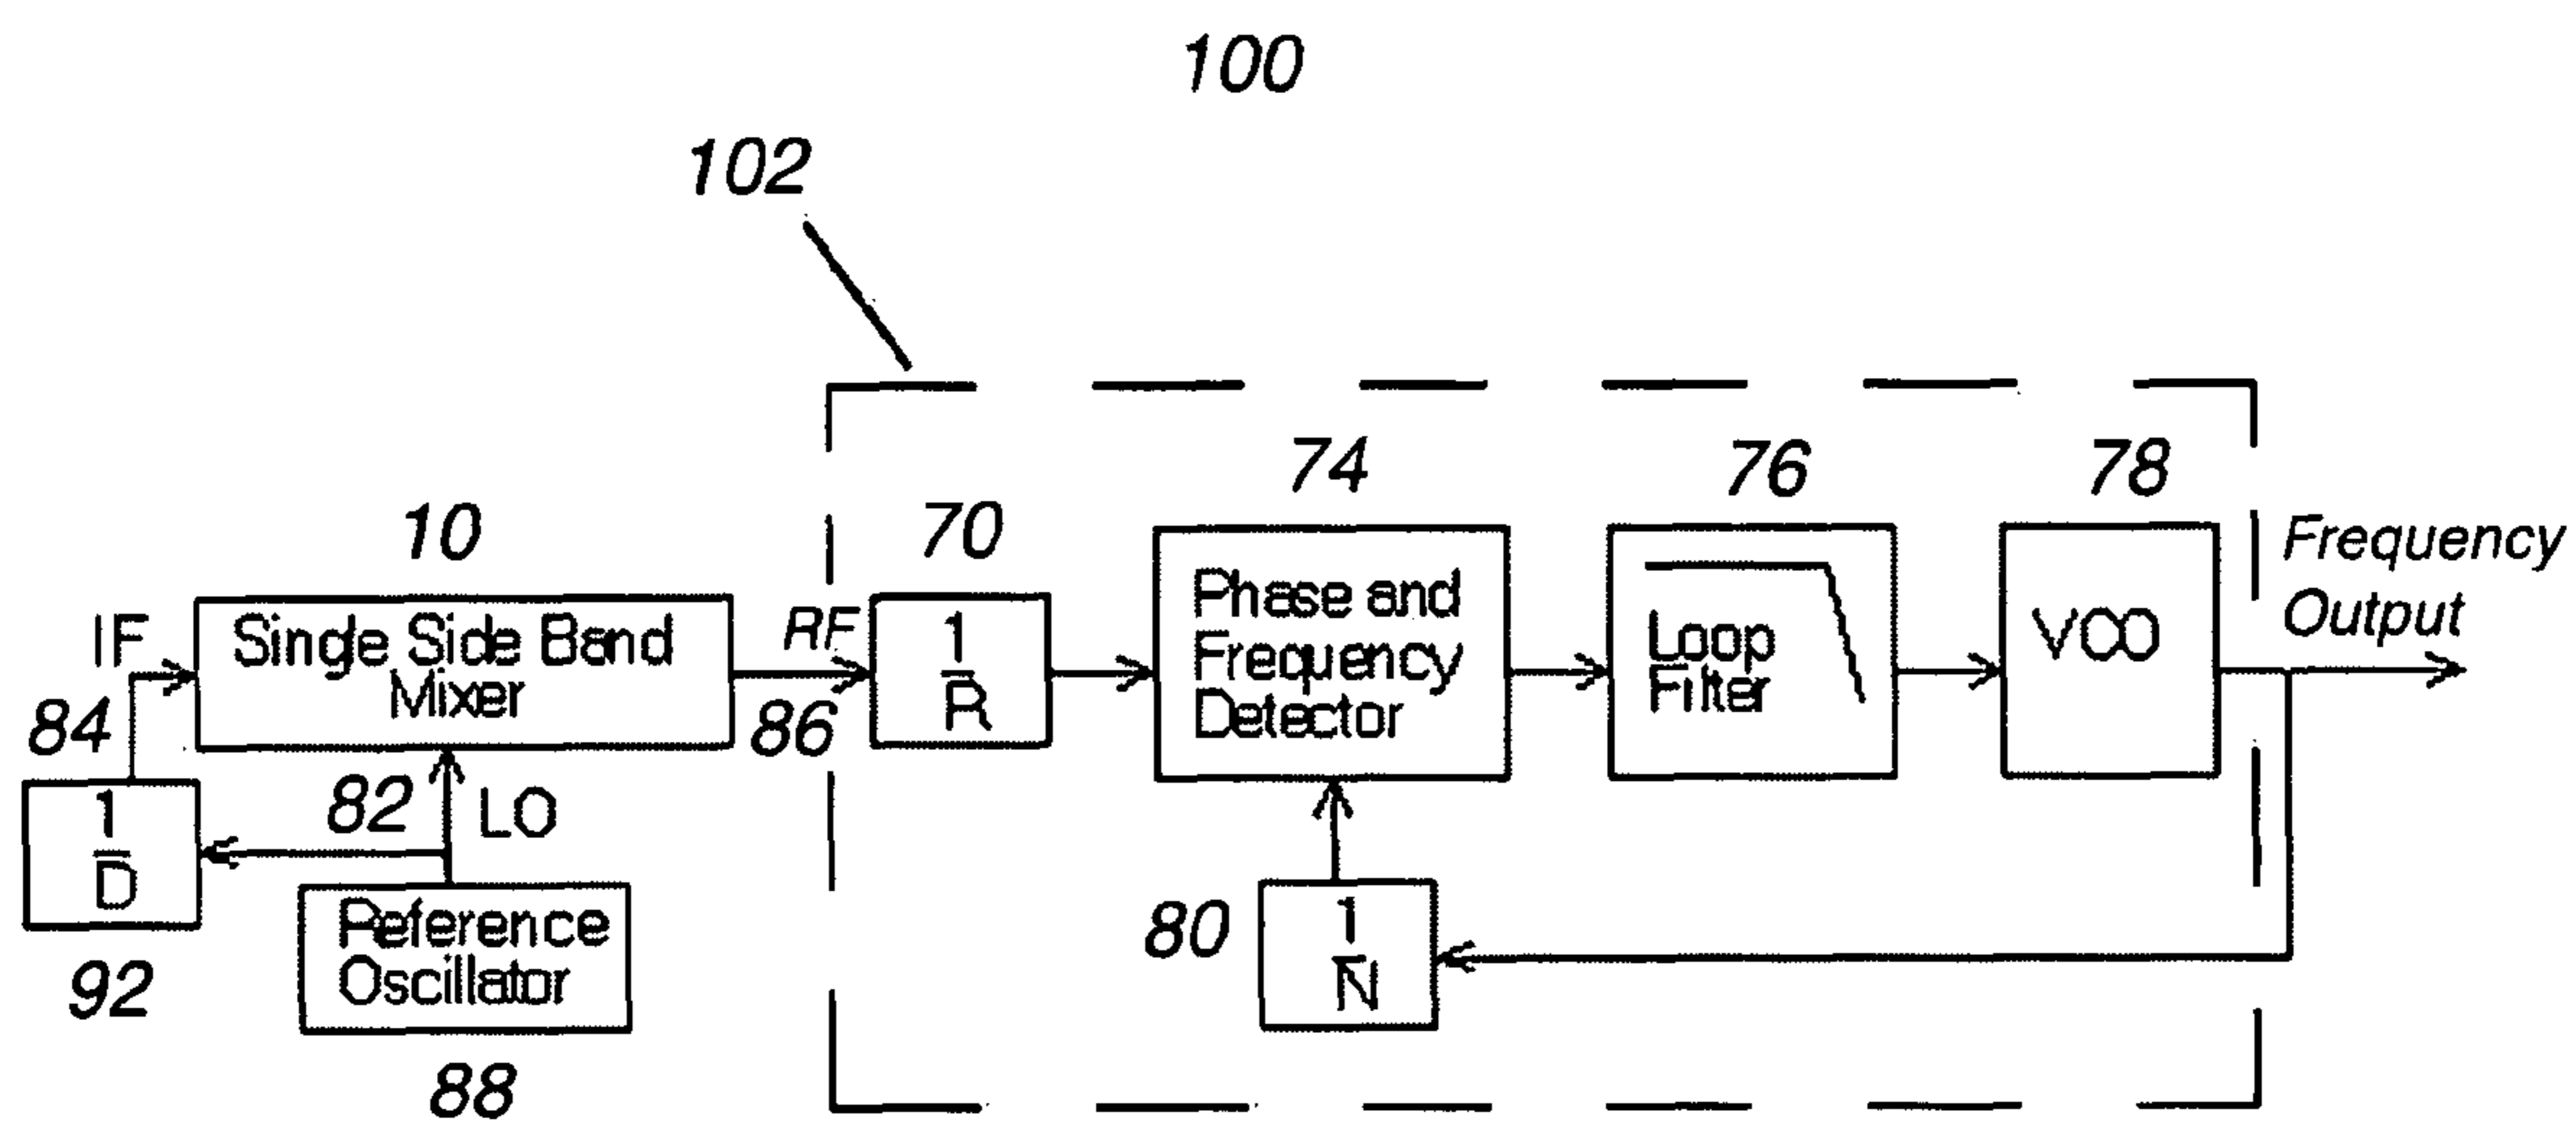 100
102
74
76
78
10
70
Frequency
Output
IF
Single Side Band
Mixer
RF
1
R
Phase and
Frequency
Detector
Loop
Filter
VCO
84
86
82
LO
1
D
Reference
Oscillator
80
1
N
92
88